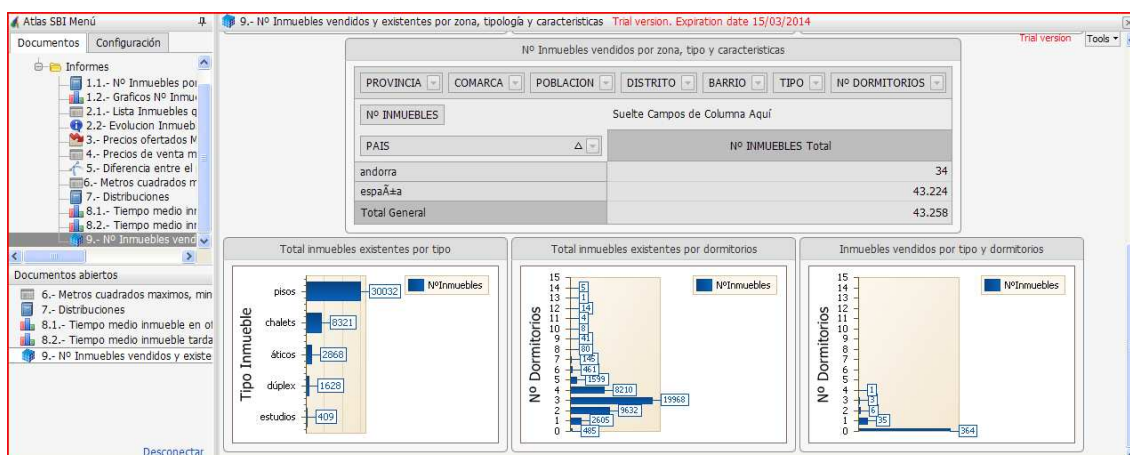 Atlas SBI Menú
9.- Nº Inmuebles vendidos y existentes por zona, tipología y caracteristicas Trial version. Expiration date 15/03/2014
Trial version Tools
Documentos Configuración
Informes
1.1.- Nº Inmuebles por
1.2.- Graficos Nº Inmu
2.1.- Lista Inmuebles q
2.2- Evolucion Inmueb
3.- Precios ofertados M
4.- Precios de venta m
5.- Diferencia entre el
6.- Metros cuadrados m
7.- Distribuciones
8.1.- Tiempo medio inm
8.2.- Tiempo medio inm
9.- Nº Inmuebles vend
Documentos abiertos
6.- Metros cuadrados maximos, min
7.- Distribuciones
8.1.- Tiempo medio inmueble en of
8.2.- Tiempo medio inmueble tarda
9.- Nº Inmuebles vendidos y existe
Desconectar
Nº Inmuebles vendidos por zona, tipo y caracteristicas
PROVINCIA COMARCA POBLACION DISTRITO BARRIO TIPO Nº DORMITORIOS
Nº INMUEBLES Suelte Campos de Columna Aquí
PAIS Nº INMUEBLES Total
andorra 34
espaÃ±a 43.224
Total General 43.258
Total inmuebles existentes por tipo
NºInmuebles
Tipo Inmueble
pisos 30032
chalets 8321
áticos 2868
dúplex 1628
estudios 409
Total inmuebles existentes por dormitorios
NºInmuebles
Nº Dormitorios
15
14 5
13 1
12 14
11 4
10 8
9 41
8 80
7 145
6 461
5 1599
4 8210
3 19968
2 9632
1 2605
0 485
Inmuebles vendidos por tipo y dormitorios
NºInmuebles
Nº Dormitorios
15
14
13
12
11
10
9
8
7
6
5
4 1
3 3
2 6
1 35
0 364